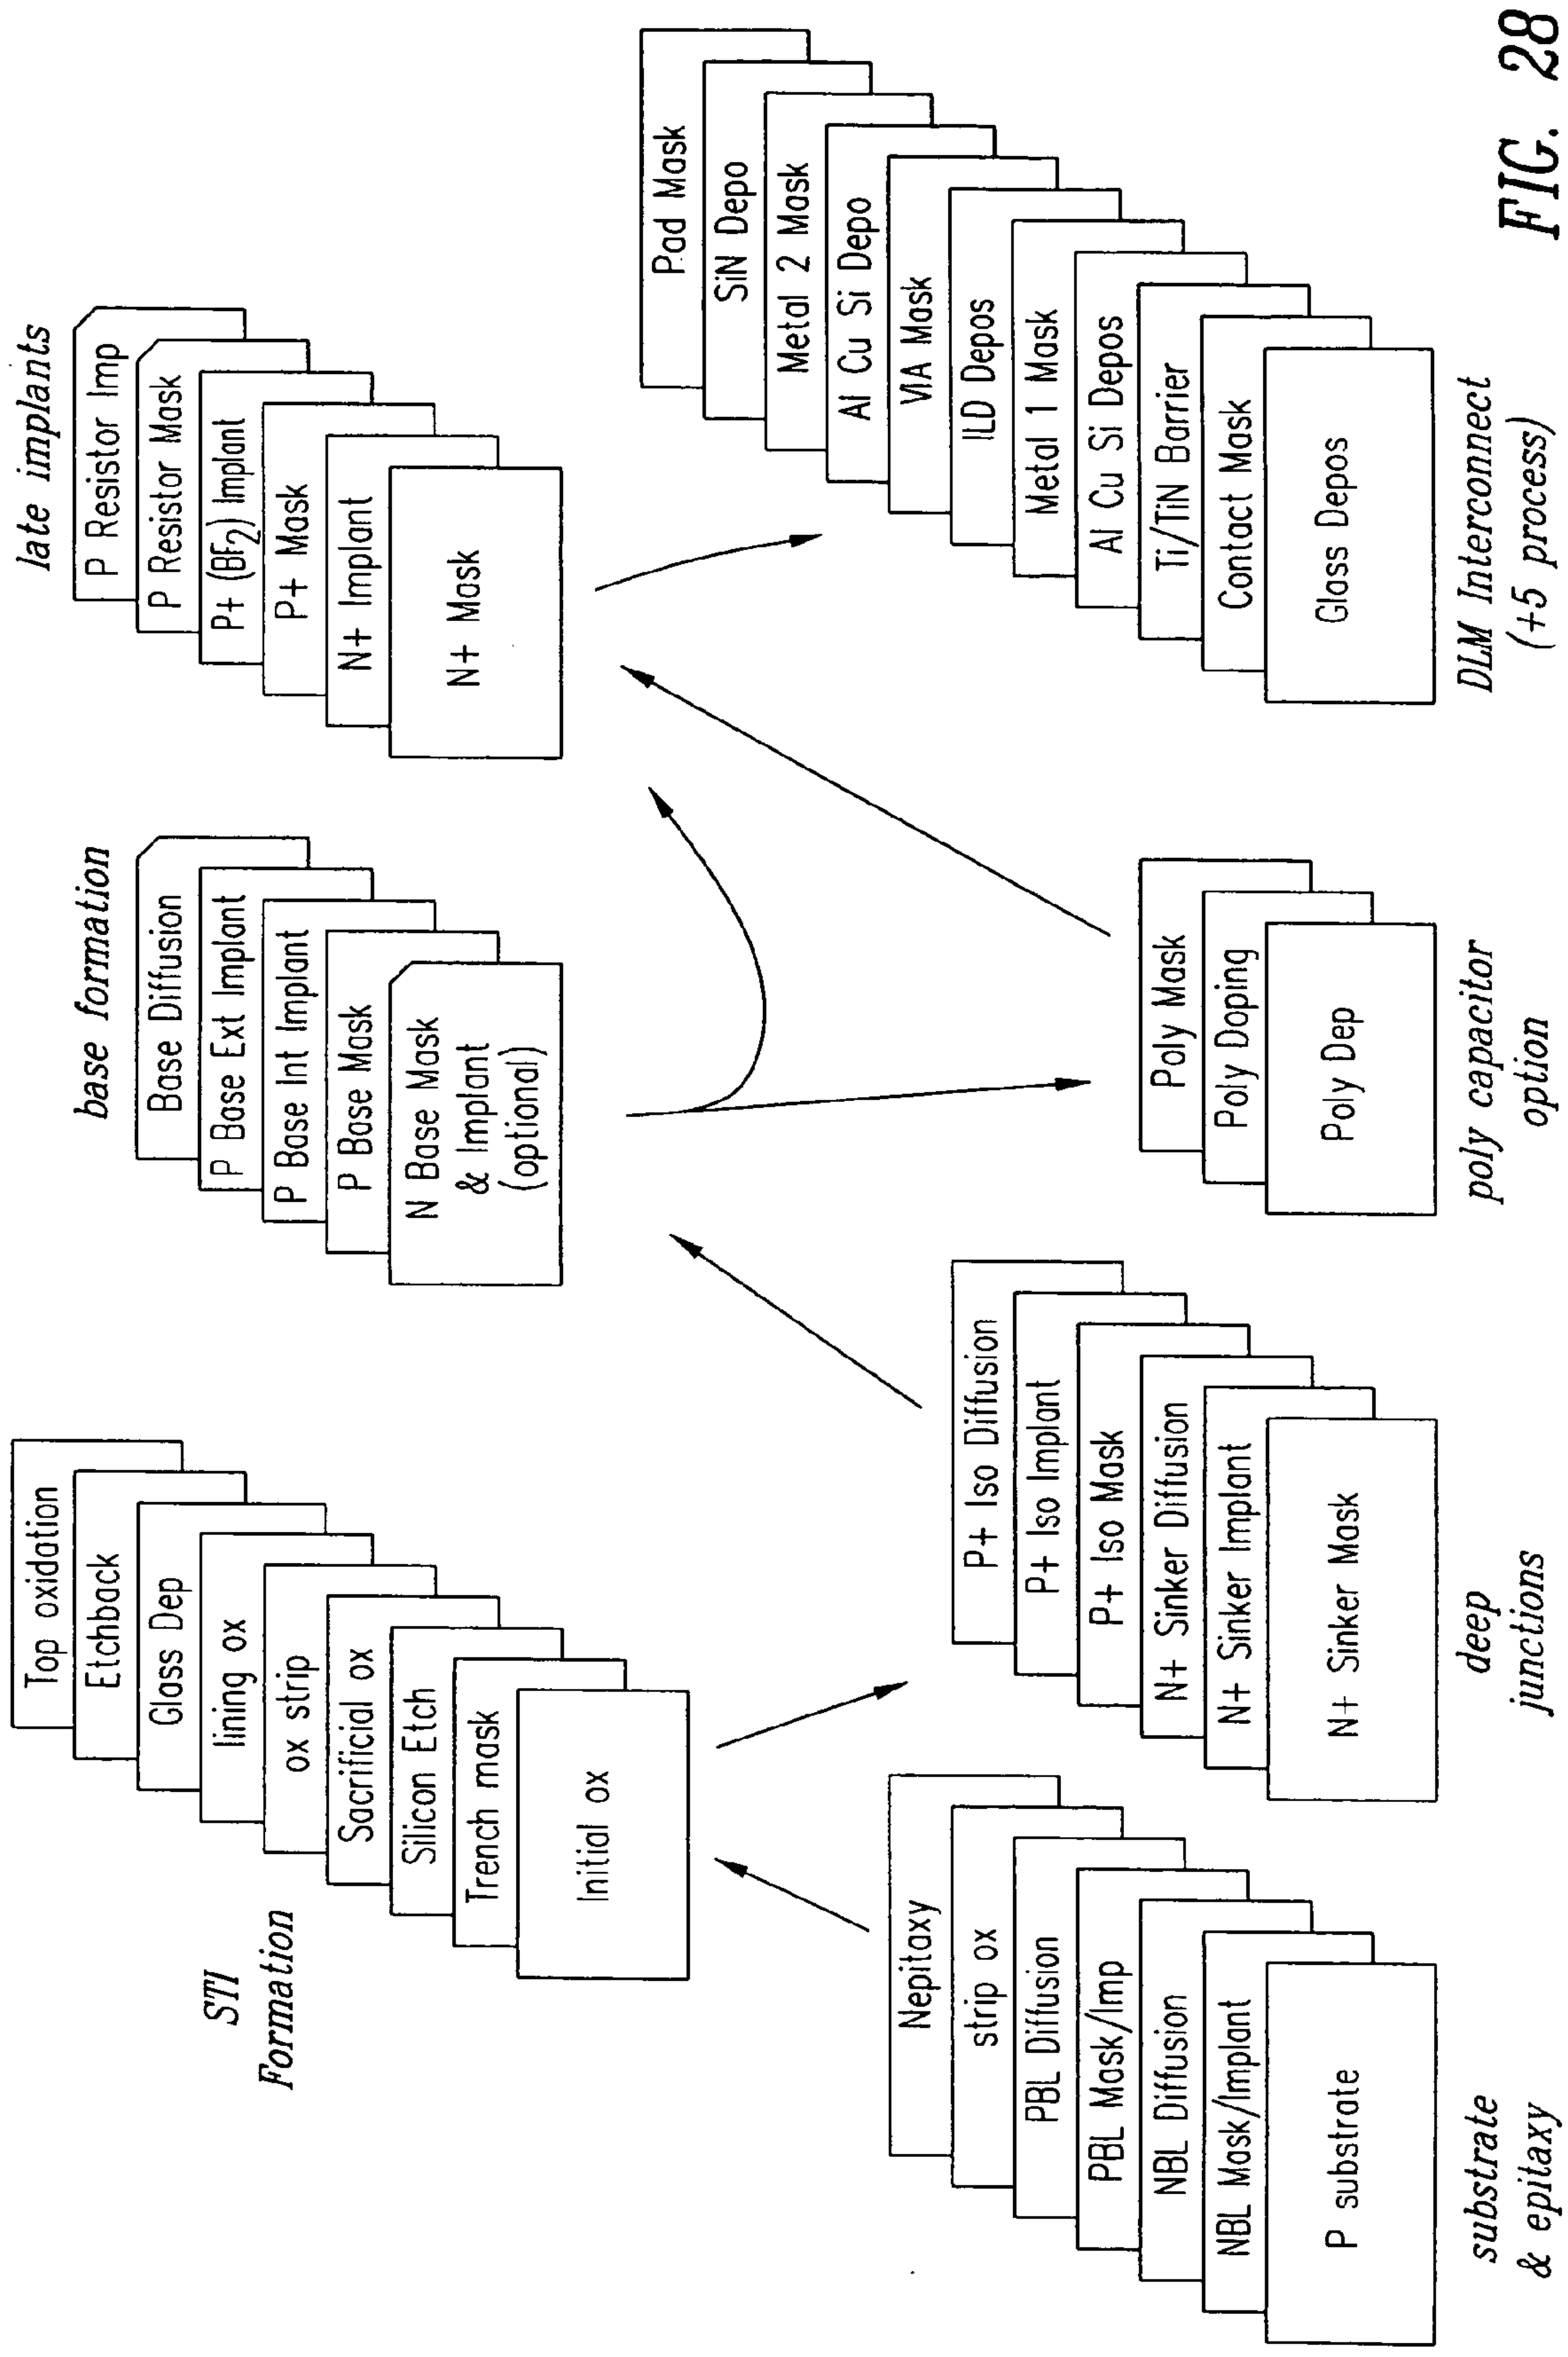 STI
Formation
Top oxidation
Etchback
Glass Dep
lining ox
ox strip
Sacrificial ox
Silicon Etch
Trench mask
Initial ox
base formation
Base Diffusion
P Base Ext Implant
P Base Int Implant
P Base Mask
N Base Mask
& Implant
(optional)
late implants
P Resistor Imp
P Resistor Mask
P+ (BF2) Implant
P+ Mask
N+ Implant
N+ Mask
Nepitaxy
strip ox
PBL Diffusion
PBL Mask/Imp
NBL Diffusion
NBL Mask/Implant
P substrate
substrate
& epitaxy
P+ Iso Diffusion
P+ Iso Implant
P+ Iso Mask
N+ Sinker Diffusion
N+ Sinker Implant
N+ Sinker Mask
deep
junctions
Poly Mask
Poly Doping
Poly Dep
poly capacitor
option
Pad Mask
SiN Depo
Metal 2 Mask
Al Cu Si Depo
VIA Mask
ILD Depos
Metal 1 Mask
Al Cu Si Depos
Ti/TiN Barrier
Contact Mask
Glass Depos
DLM Interconnect
(+5 process)
FIG. 28